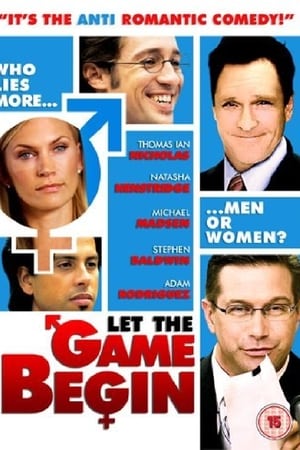 "IT'S THE ANTI ROMANTIC COMEDY!"
WHO
LIES
MORE...
THOMAS IAN
NICHOLAS
NATASHA
HENSTRIDGE
MICHAEL
MADSEN
STEPHEN
BALDWIN
ADAM
RODRIGUEZ
...MEN
OR
WOMEN?
LET THE
GAME
BEGIN
15